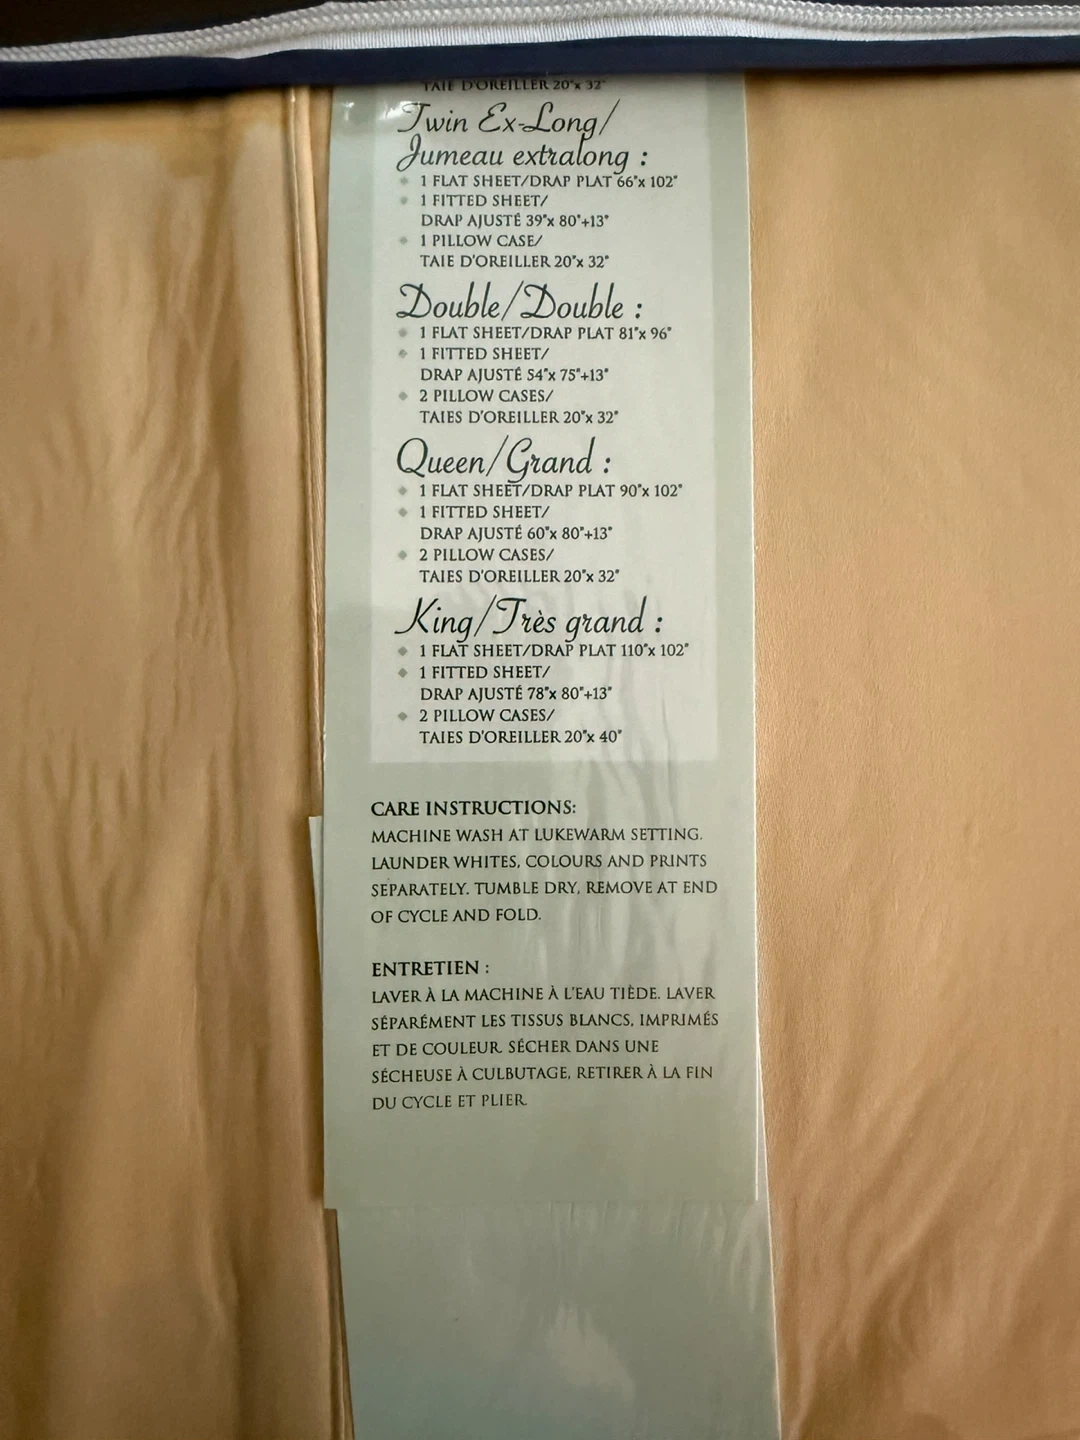 TAIE D'OREILLER 20"x 32"
Twin Ex-Long/
Jumeau extralong :
1 FLAT SHEET/DRAP PLAT 66"x 102"
1 FITTED SHEET/
DRAP AJUSTÉ 39"x 80"+13"
1 PILLOW CASE/
TAIE D'OREILLER 20"x 32"
Double/Double :
1 FLAT SHEET/DRAP PLAT 81"x 96"
1 FITTED SHEET/
DRAP AJUSTÉ 54"x 75"+13"
2 PILLOW CASES/
TAIES D'OREILLER 20"x 32"
Queen/Grand :
1 FLAT SHEET/DRAP PLAT 90"x 102"
1 FITTED SHEET/
DRAP AJUSTÉ 60"x 80"+13"
2 PILLOW CASES/
TAIES D'OREILLER 20"x 32"
King/Très grand :
1 FLAT SHEET/DRAP PLAT 110"x 102"
1 FITTED SHEET/
DRAP AJUSTÉ 78"x 80"+13"
2 PILLOW CASES/
TAIES D'OREILLER 20"x 40"
CARE INSTRUCTIONS:
MACHINE WASH AT LUKEWARM SETTING.
LAUNDER WHITES, COLOURS AND PRINTS
SEPARATELY. TUMBLE DRY, REMOVE AT END
OF CYCLE AND FOLD.
ENTRETIEN :
LAVER À LA MACHINE À L'EAU TIÈDE. LAVER
SÉPARÉMENT LES TISSUS BLANCS, IMPRIMÉS
ET DE COULEUR. SÉCHER DANS UNE
SÉCHEUSE À CULBUTAGE, RETIRER À LA FIN
DU CYCLE ET PLIER.